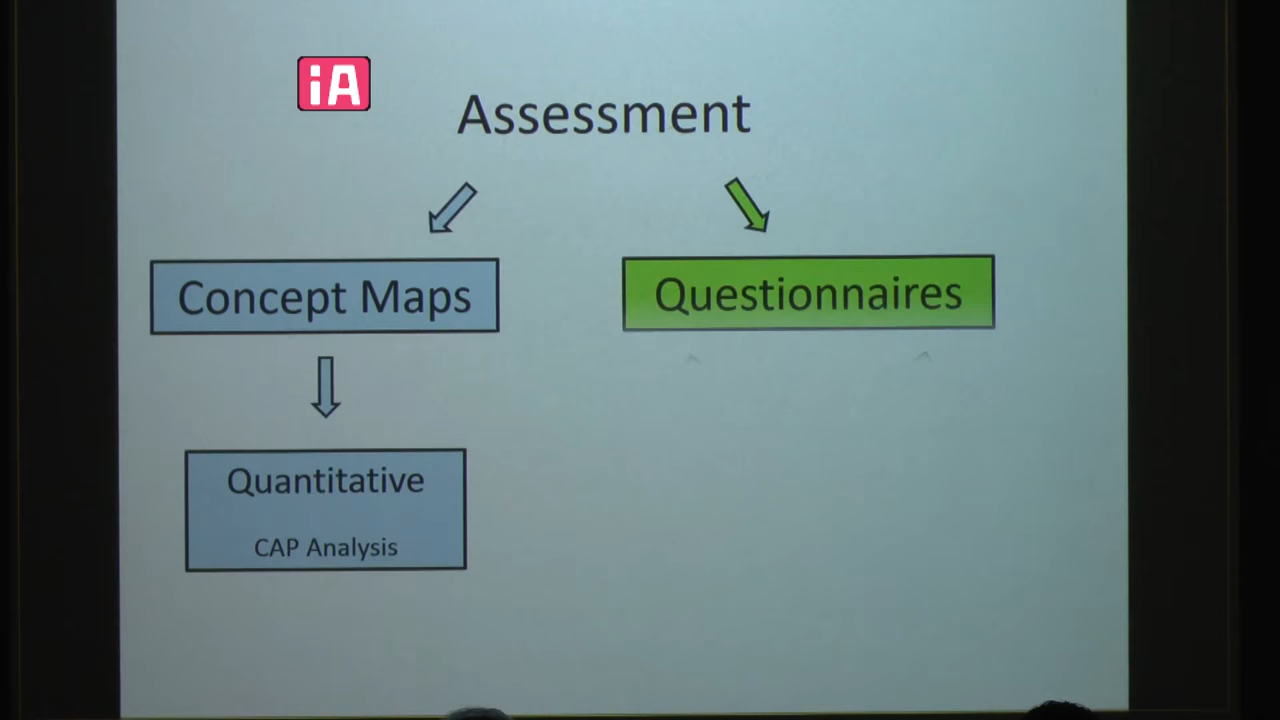 iA
Assessment
Concept Maps
Questionnaires
Quantitative
CAP Analysis